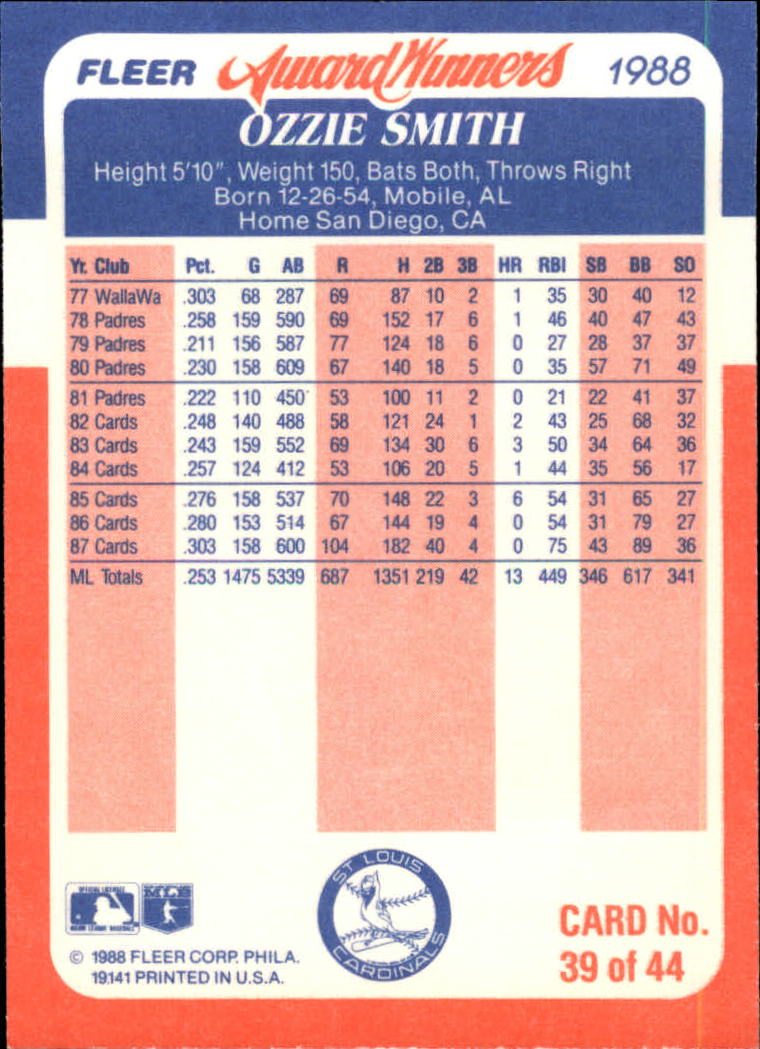 FLEER Award Winners 1988
OZZIE SMITH
Height 5'10", Weight 150, Bats Both, Throws Right
Born 12-26-54, Mobile, AL
Home San Diego, CA
Yr. Club Pct. G AB R H 2B 3B HR RBI SB BB SO
77 WallaWa .303 68 287 69 87 10 2 1 35 30 40 12
78 Padres .258 159 590 69 152 17 6 1 46 40 47 43
79 Padres .211 156 587 77 124 18 6 0 27 28 37 37
80 Padres .230 158 609 67 140 18 5 0 35 57 71 49
81 Padres .222 110 450 53 100 11 2 0 21 22 41 37
82 Cards .248 140 488 58 121 24 1 2 43 25 68 32
83 Cards .243 159 552 69 134 30 6 3 50 34 64 36
84 Cards .257 124 412 53 106 20 5 1 44 35 56 17
85 Cards .276 158 537 70 148 22 3 6 54 31 65 27
86 Cards .280 153 514 67 144 19 4 0 54 31 79 27
87 Cards .303 158 600 104 182 40 4 0 75 43 89 36
ML Totals .253 1475 5339 687 1351 219 42 13 449 346 617 341
ST LOUIS
CARDINALS
OFFICIAL LICENSEE
MAJOR LEAGUE BASEBALL
© 1988 FLEER CORP. PHILA.
19141 PRINTED IN U.S.A.
CARD No.
39 of 44